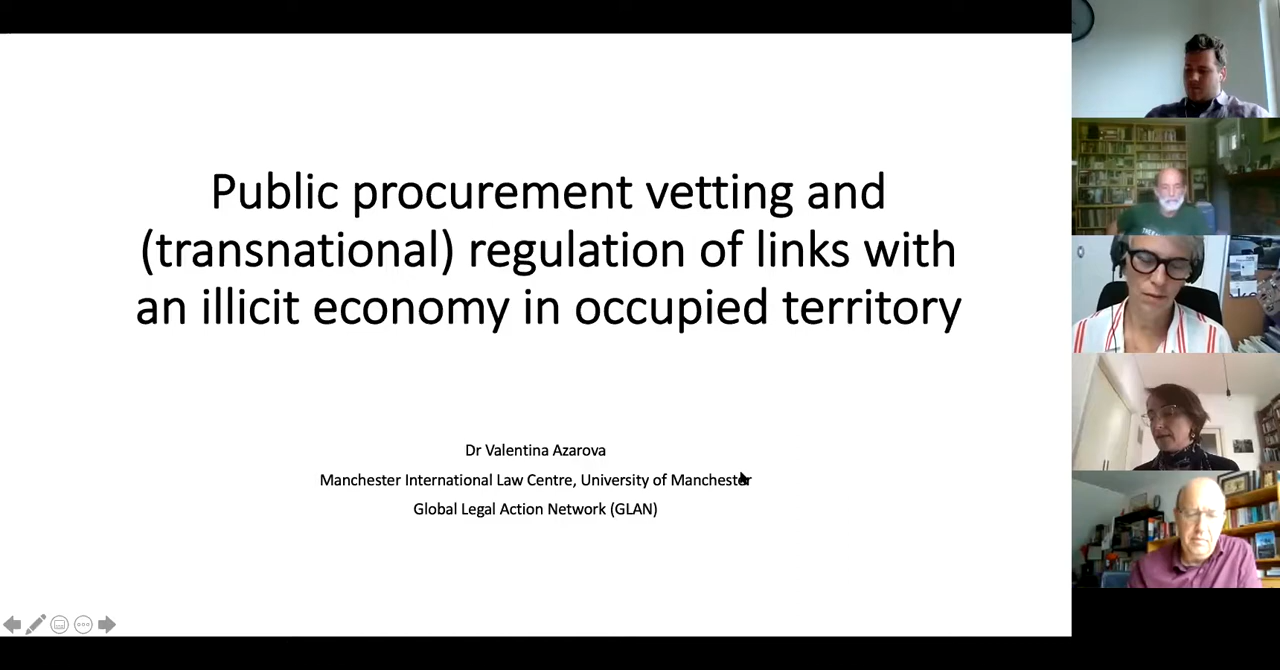 Public procurement vetting and
(transnational) regulation of links with
an illicit economy in occupied territory
Dr Valentina Azarova
Manchester International Law Centre, University of Manchester
Global Legal Action Network (GLAN)